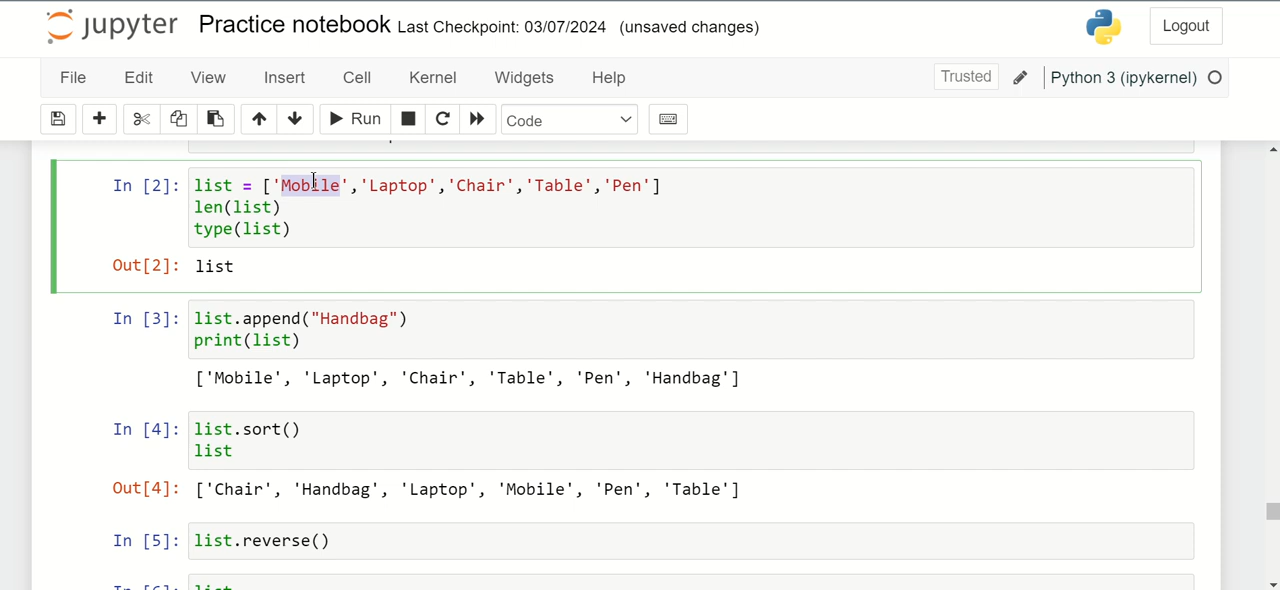 jupyter Practice notebook Last Checkpoint: 03/07/2024 (unsaved changes) Logout
File Edit View Insert Cell Kernel Widgets Help Trusted Python 3 (ipykernel)
Run Code
In [2]: list = ['Mobile','Laptop','Chair','Table','Pen']
len(list)
type(list)
Out[2]: list
In [3]: list.append("Handbag")
print(list)
['Mobile', 'Laptop', 'Chair', 'Table', 'Pen', 'Handbag']
In [4]: list.sort()
list
Out[4]: ['Chair', 'Handbag', 'Laptop', 'Mobile', 'Pen', 'Table']
In [5]: list.reverse()
In [6]: list